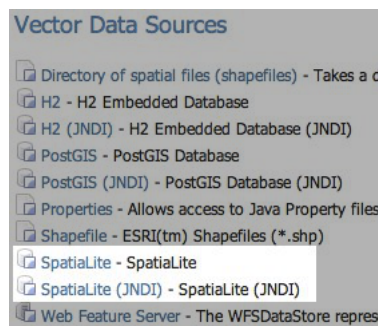 Vector Data Sources
Directory of spatial files (shapefiles) - Takes a
H2 - H2 Embedded Database
H2 (JNDI) - H2 Embedded Database (JNDI)
PostGIS - PostGIS Database
PostGIS (JNDI) - PostGIS Database (JNDI)
Properties - Allows access to Java Property files
Shapefile - ESRI(tm) Shapefiles (*.shp)
SpatiaLite - SpatiaLite
SpatiaLite (JNDI) - SpatiaLite (JNDI)
Web Feature Server - The WFSDataStore repres